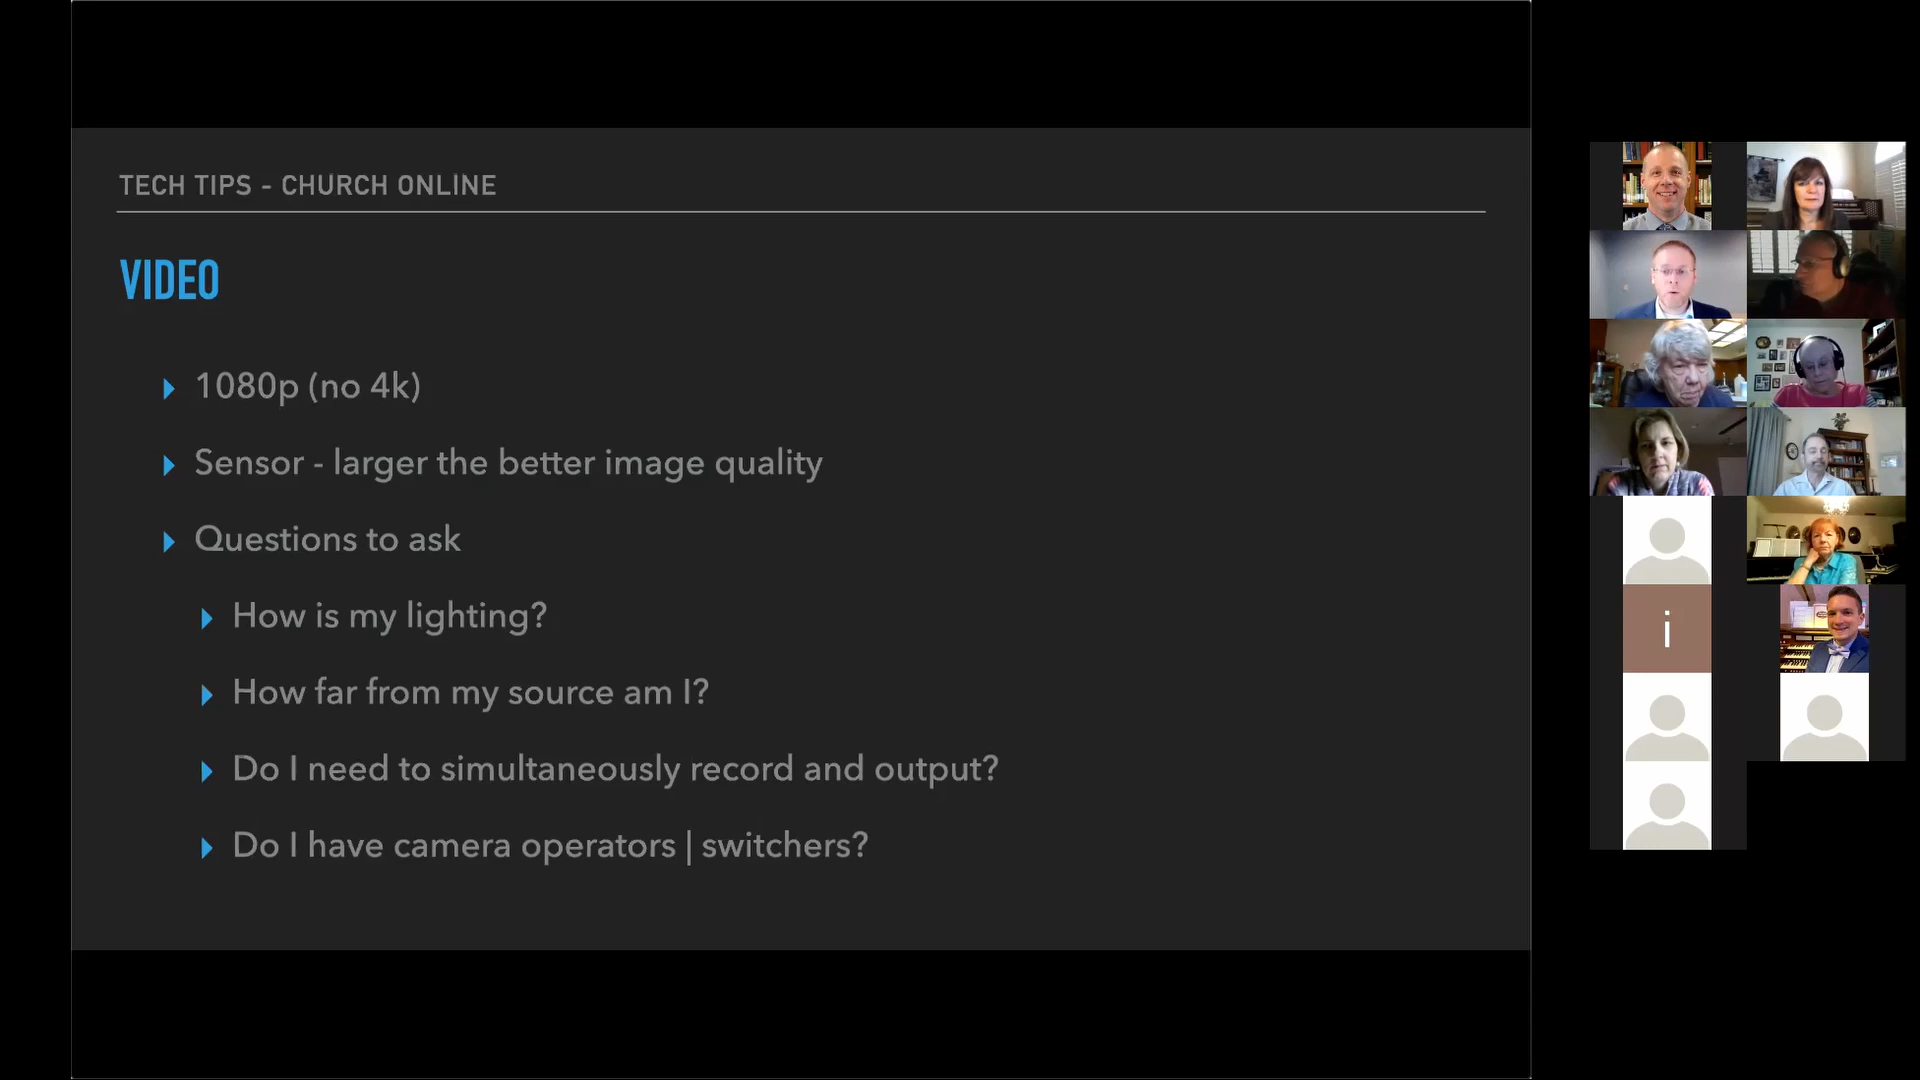 TECH TIPS - CHURCH ONLINE
VIDEO
1080p (no 4k)
Sensor - larger the better image quality
Questions to ask
How is my lighting?
How far from my source am I?
Do I need to simultaneously record and output?
Do I have camera operators | switchers?
i